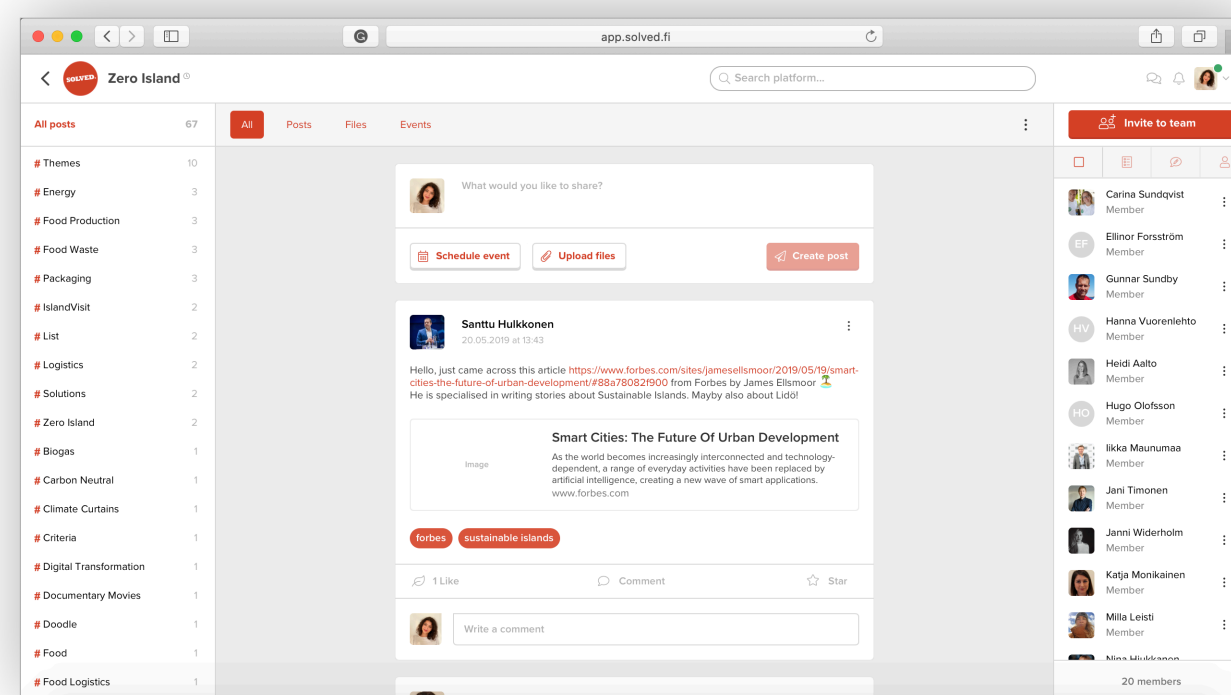 app.solved.fi
SOLVED.
Zero Island
Search platform...
All posts 67
# Themes 10
# Energy 3
# Food Production 3
# Food Waste 3
# Packaging 3
# IslandVisit 2
# List 2
# Logistics 2
# Solutions 2
# Zero Island 2
# Biogas 1
# Carbon Neutral 1
# Climate Curtains 1
# Criteria 1
# Digital Transformation 1
# Documentary Movies 1
# Doodle 1
# Food 1
# Food Logistics 1
All Posts Files Events
What would you like to share?
Schedule event Upload files Create post
Santtu Hulkkonen
20.05.2019 at 13:43
Hello, just came across this article https://www.forbes.com/sites/jamesellsmoor/2019/05/19/smart-
cities-the-future-of-urban-development/#88a78082f900 from Forbes by James Ellsmoor 🏝️
He is specialised in writing stories about Sustainable Islands. Mayby also about Lidö!
Image
Smart Cities: The Future Of Urban Development
As the world becomes increasingly interconnected and technology-
dependent, a range of everyday activities have been replaced by
artificial intelligence, creating a new wave of smart applications.
www.forbes.com
forbes sustainable islands
1 Like Comment Star
Write a comment
Invite to team
Carina Sundqvist
Member
EF
Ellinor Forsström
Member
Gunnar Sundby
Member
HV
Hanna Vuorenlehto
Member
Heidi Aalto
Member
HO
Hugo Olofsson
Member
Iikka Maunumaa
Member
Jani Timonen
Member
Janni Widerholm
Member
Katja Monikainen
Member
Milla Leisti
Member
Nina Hiukkanen
20 members